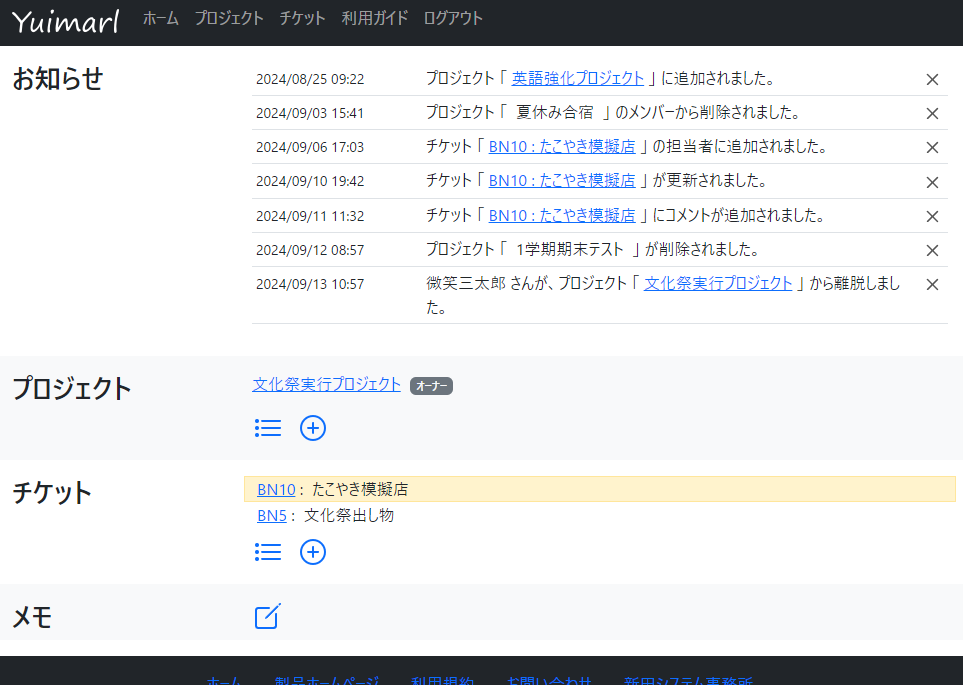 Yuimarl ホーム プロジェクト チケット 利用ガイド ログアウト
お知らせ
2024/08/25 09:22 プロジェクト「 英語強化プロジェクト 」に追加されました。
2024/09/03 15:41 プロジェクト「 夏休み合宿 」のメンバーから削除されました。
2024/09/06 17:03 チケット「 BN10 : たこやき模擬店 」の担当者に追加されました。
2024/09/10 19:42 チケット「 BN10 : たこやき模擬店 」が更新されました。
2024/09/11 11:32 チケット「 BN10 : たこやき模擬店 」にコメントが追加されました。
2024/09/12 08:57 プロジェクト「 1学期期末テスト 」が削除されました。
2024/09/13 10:57 微笑三太郎 さんが、プロジェクト「 文化祭実行プロジェクト 」から離脱しまし
た。
プロジェクト
文化祭実行プロジェクト オーナー
チケット
BN10 : たこやき模擬店
BN5 : 文化祭出し物
メモ
ホーム 製品ホームページ 利用規約 お問い合わせ 新田システム事務所